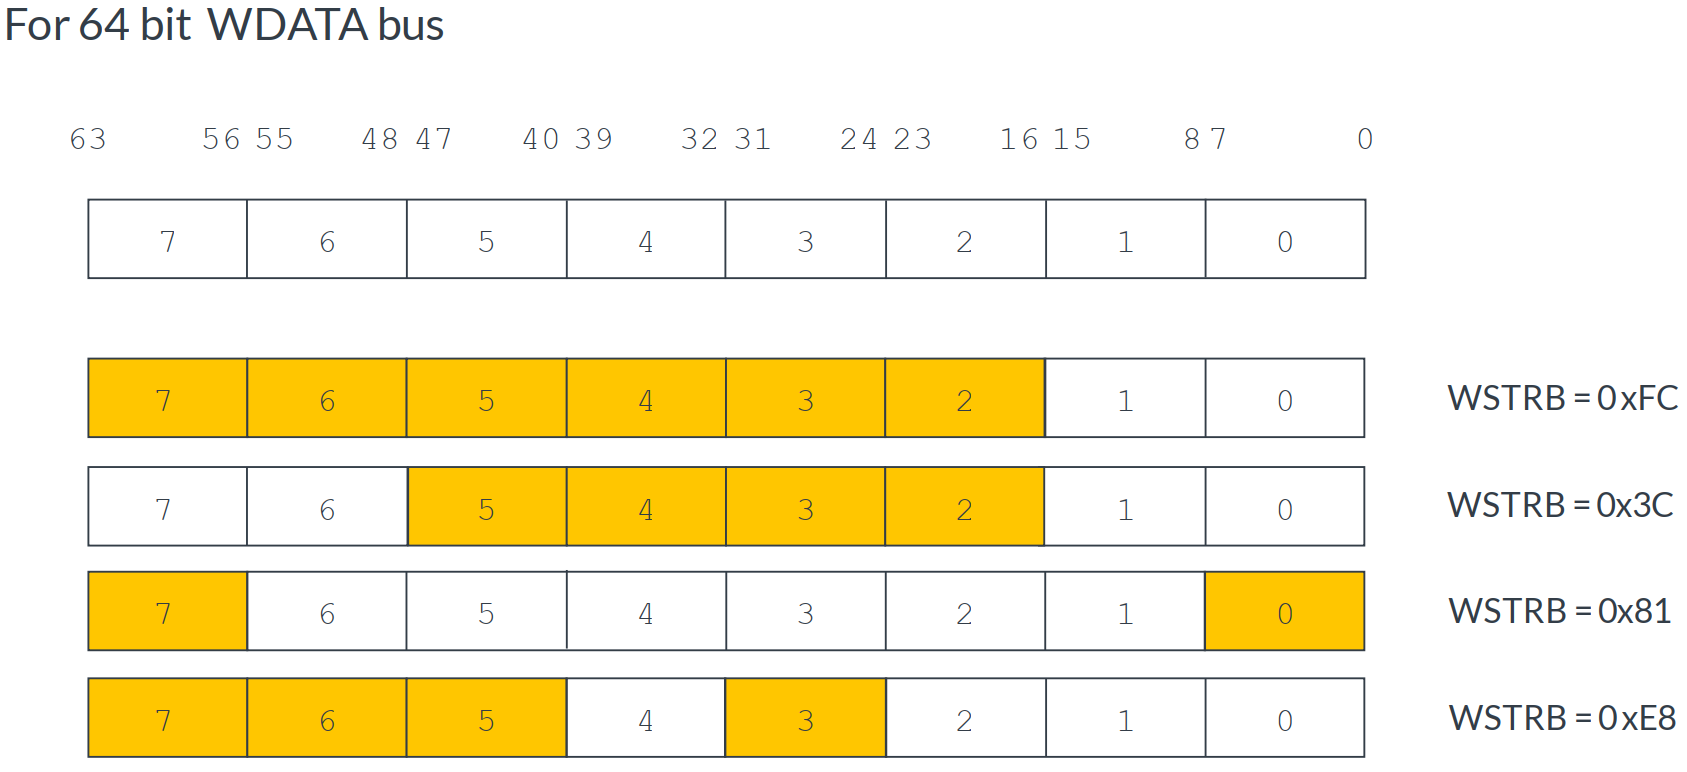 For 64 bit WDATA bus
63 56 55 48 47 40 39 32 31 24 23 16 15 8 7 0
7 6 5 4 3 2 1 0
7 6 5 4 3 2 1 0 WSTRB = 0xFC
7 6 5 4 3 2 1 0 WSTRB = 0x3C
7 6 5 4 3 2 1 0 WSTRB = 0x81
7 6 5 4 3 2 1 0 WSTRB = 0xE8